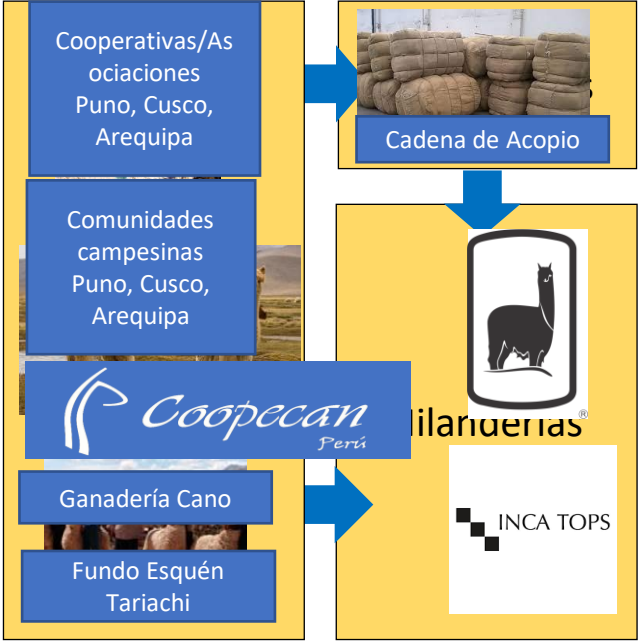 Cooperativas/As
ociaciones
Puno, Cusco,
Arequipa
Cadena de Acopio
Comunidades
campesinas
Puno, Cusco,
Arequipa
Coopecan
Perú
ilanderías
®
INCA TOPS
Ganadería Cano
Fundo Esquén
Tariachi